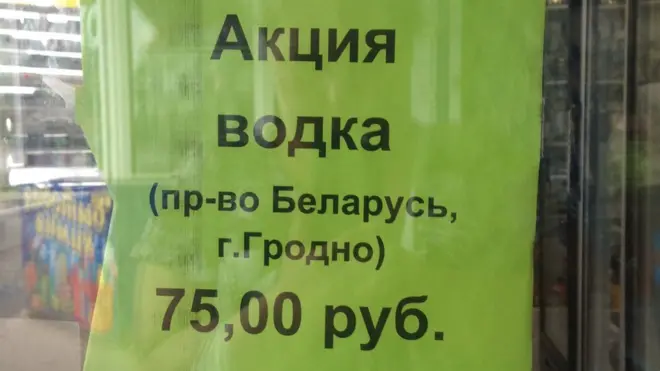 Акция
водка
(пр-во Беларусь,
г.Гродно)
75,00 руб.